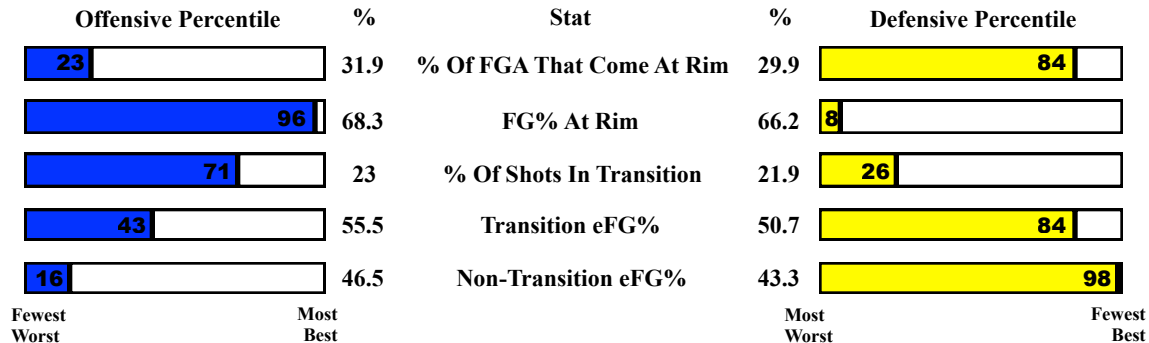 Offensive Percentile % Stat % Defensive Percentile
23 31.9 % Of FGA That Come At Rim 29.9 84
96 68.3 FG% At Rim 66.2 8
71 23 % Of Shots In Transition 21.9 26
43 55.5 Transition eFG% 50.7 84
16 46.5 Non-Transition eFG% 43.3 98
Fewest Most Most Fewest
Worst Best Worst Best